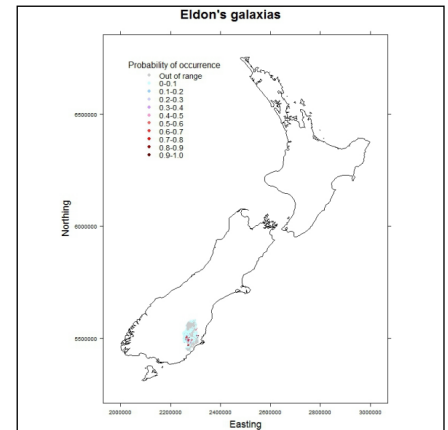 Eldon's galaxias
Probability of occurrence
Out of range
0-0.1
0.1-0.2
0.2-0.3
0.3-0.4
0.4-0.5
0.5-0.6
0.6-0.7
0.7-0.8
0.8-0.9
0.9-1.0
6500000
6000000
5500000
Northing
2000000 2200000 2400000 2600000 2800000 3000000
Easting